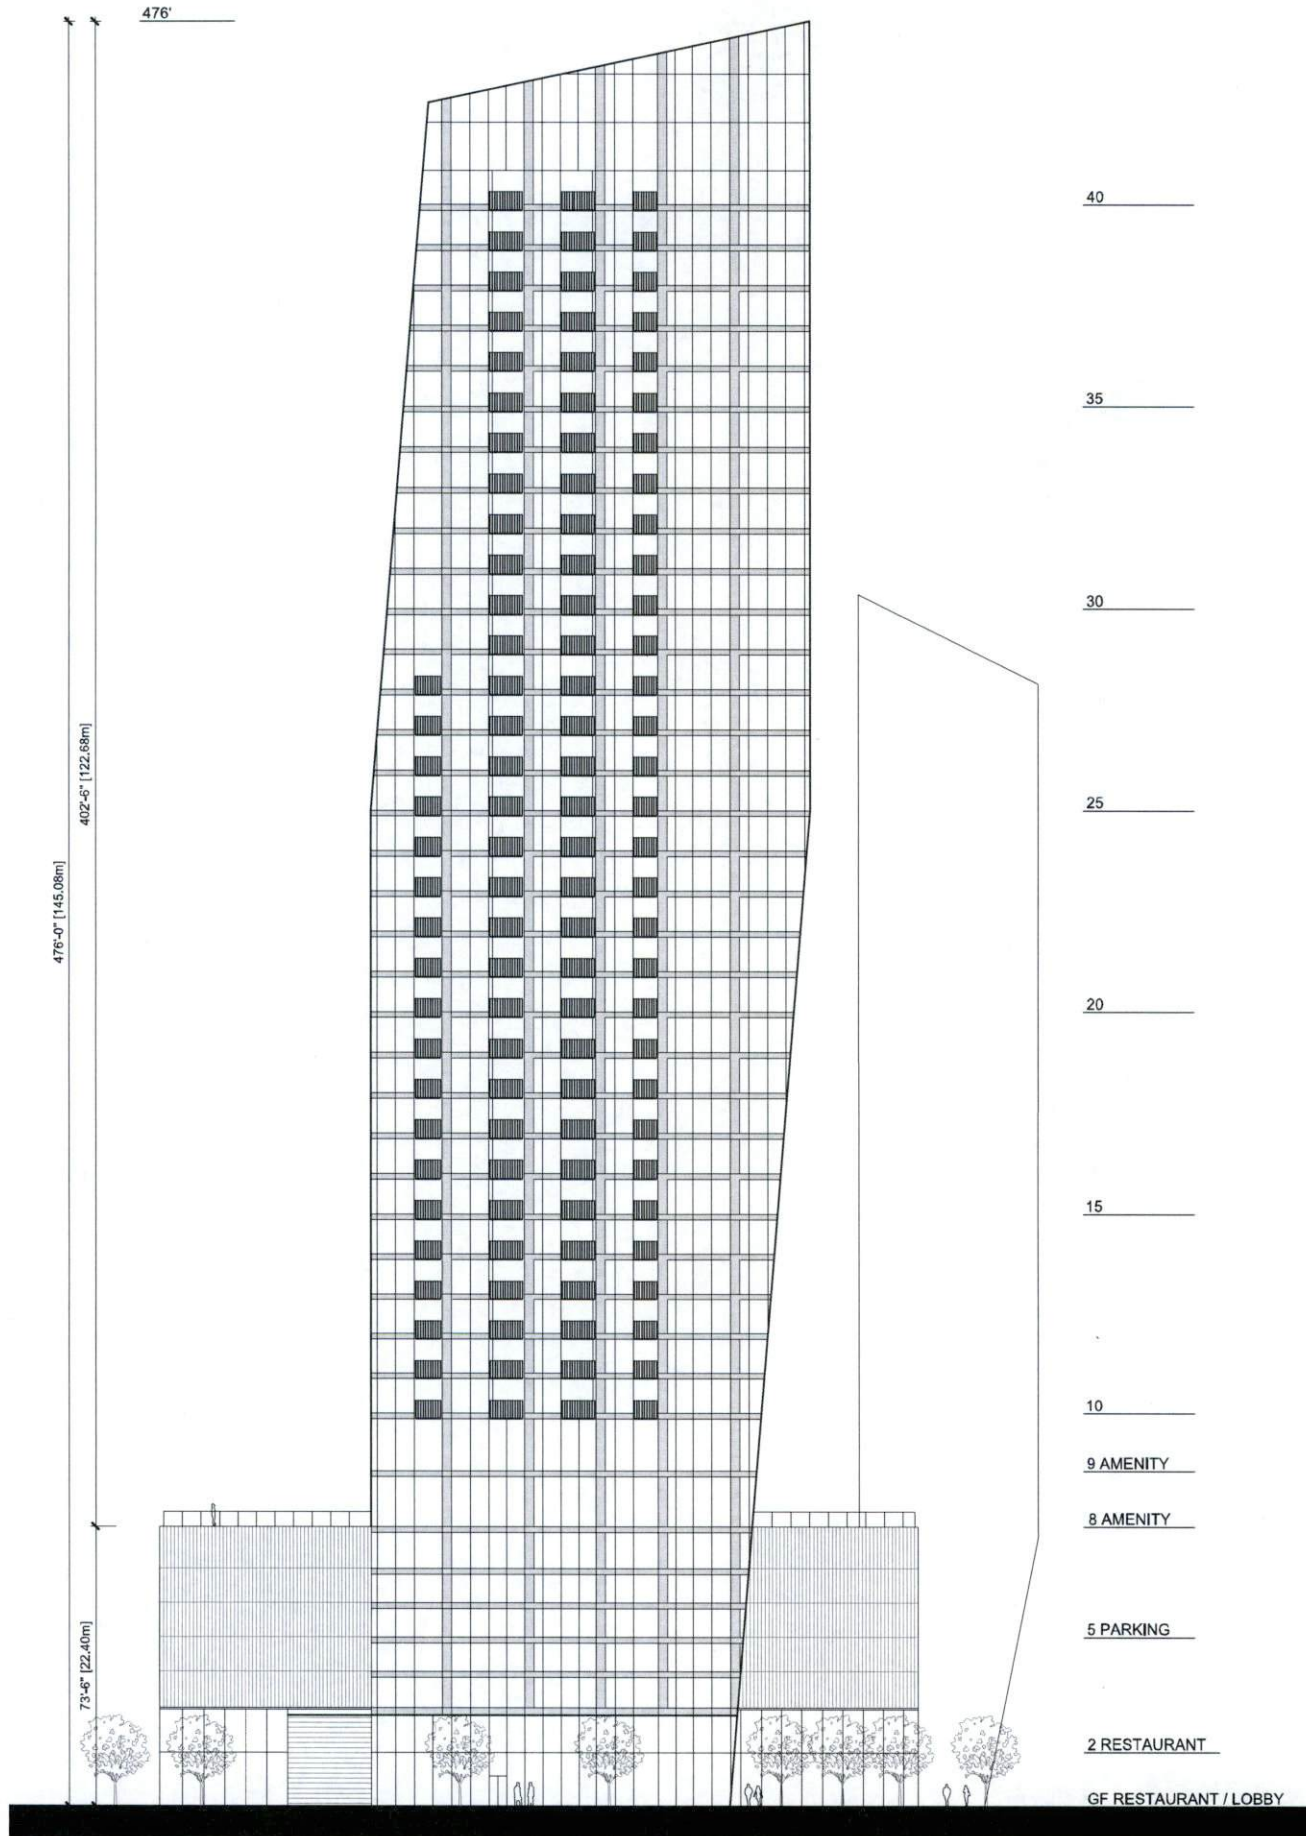 476'
40
35
30
402'-6" [122.68m]
25
476'-0" [145.08m]
20
15
10
9 AMENITY
8 AMENITY
5 PARKING
73'-6" [22.40m]
2 RESTAURANT
GF RESTAURANT / LOBBY